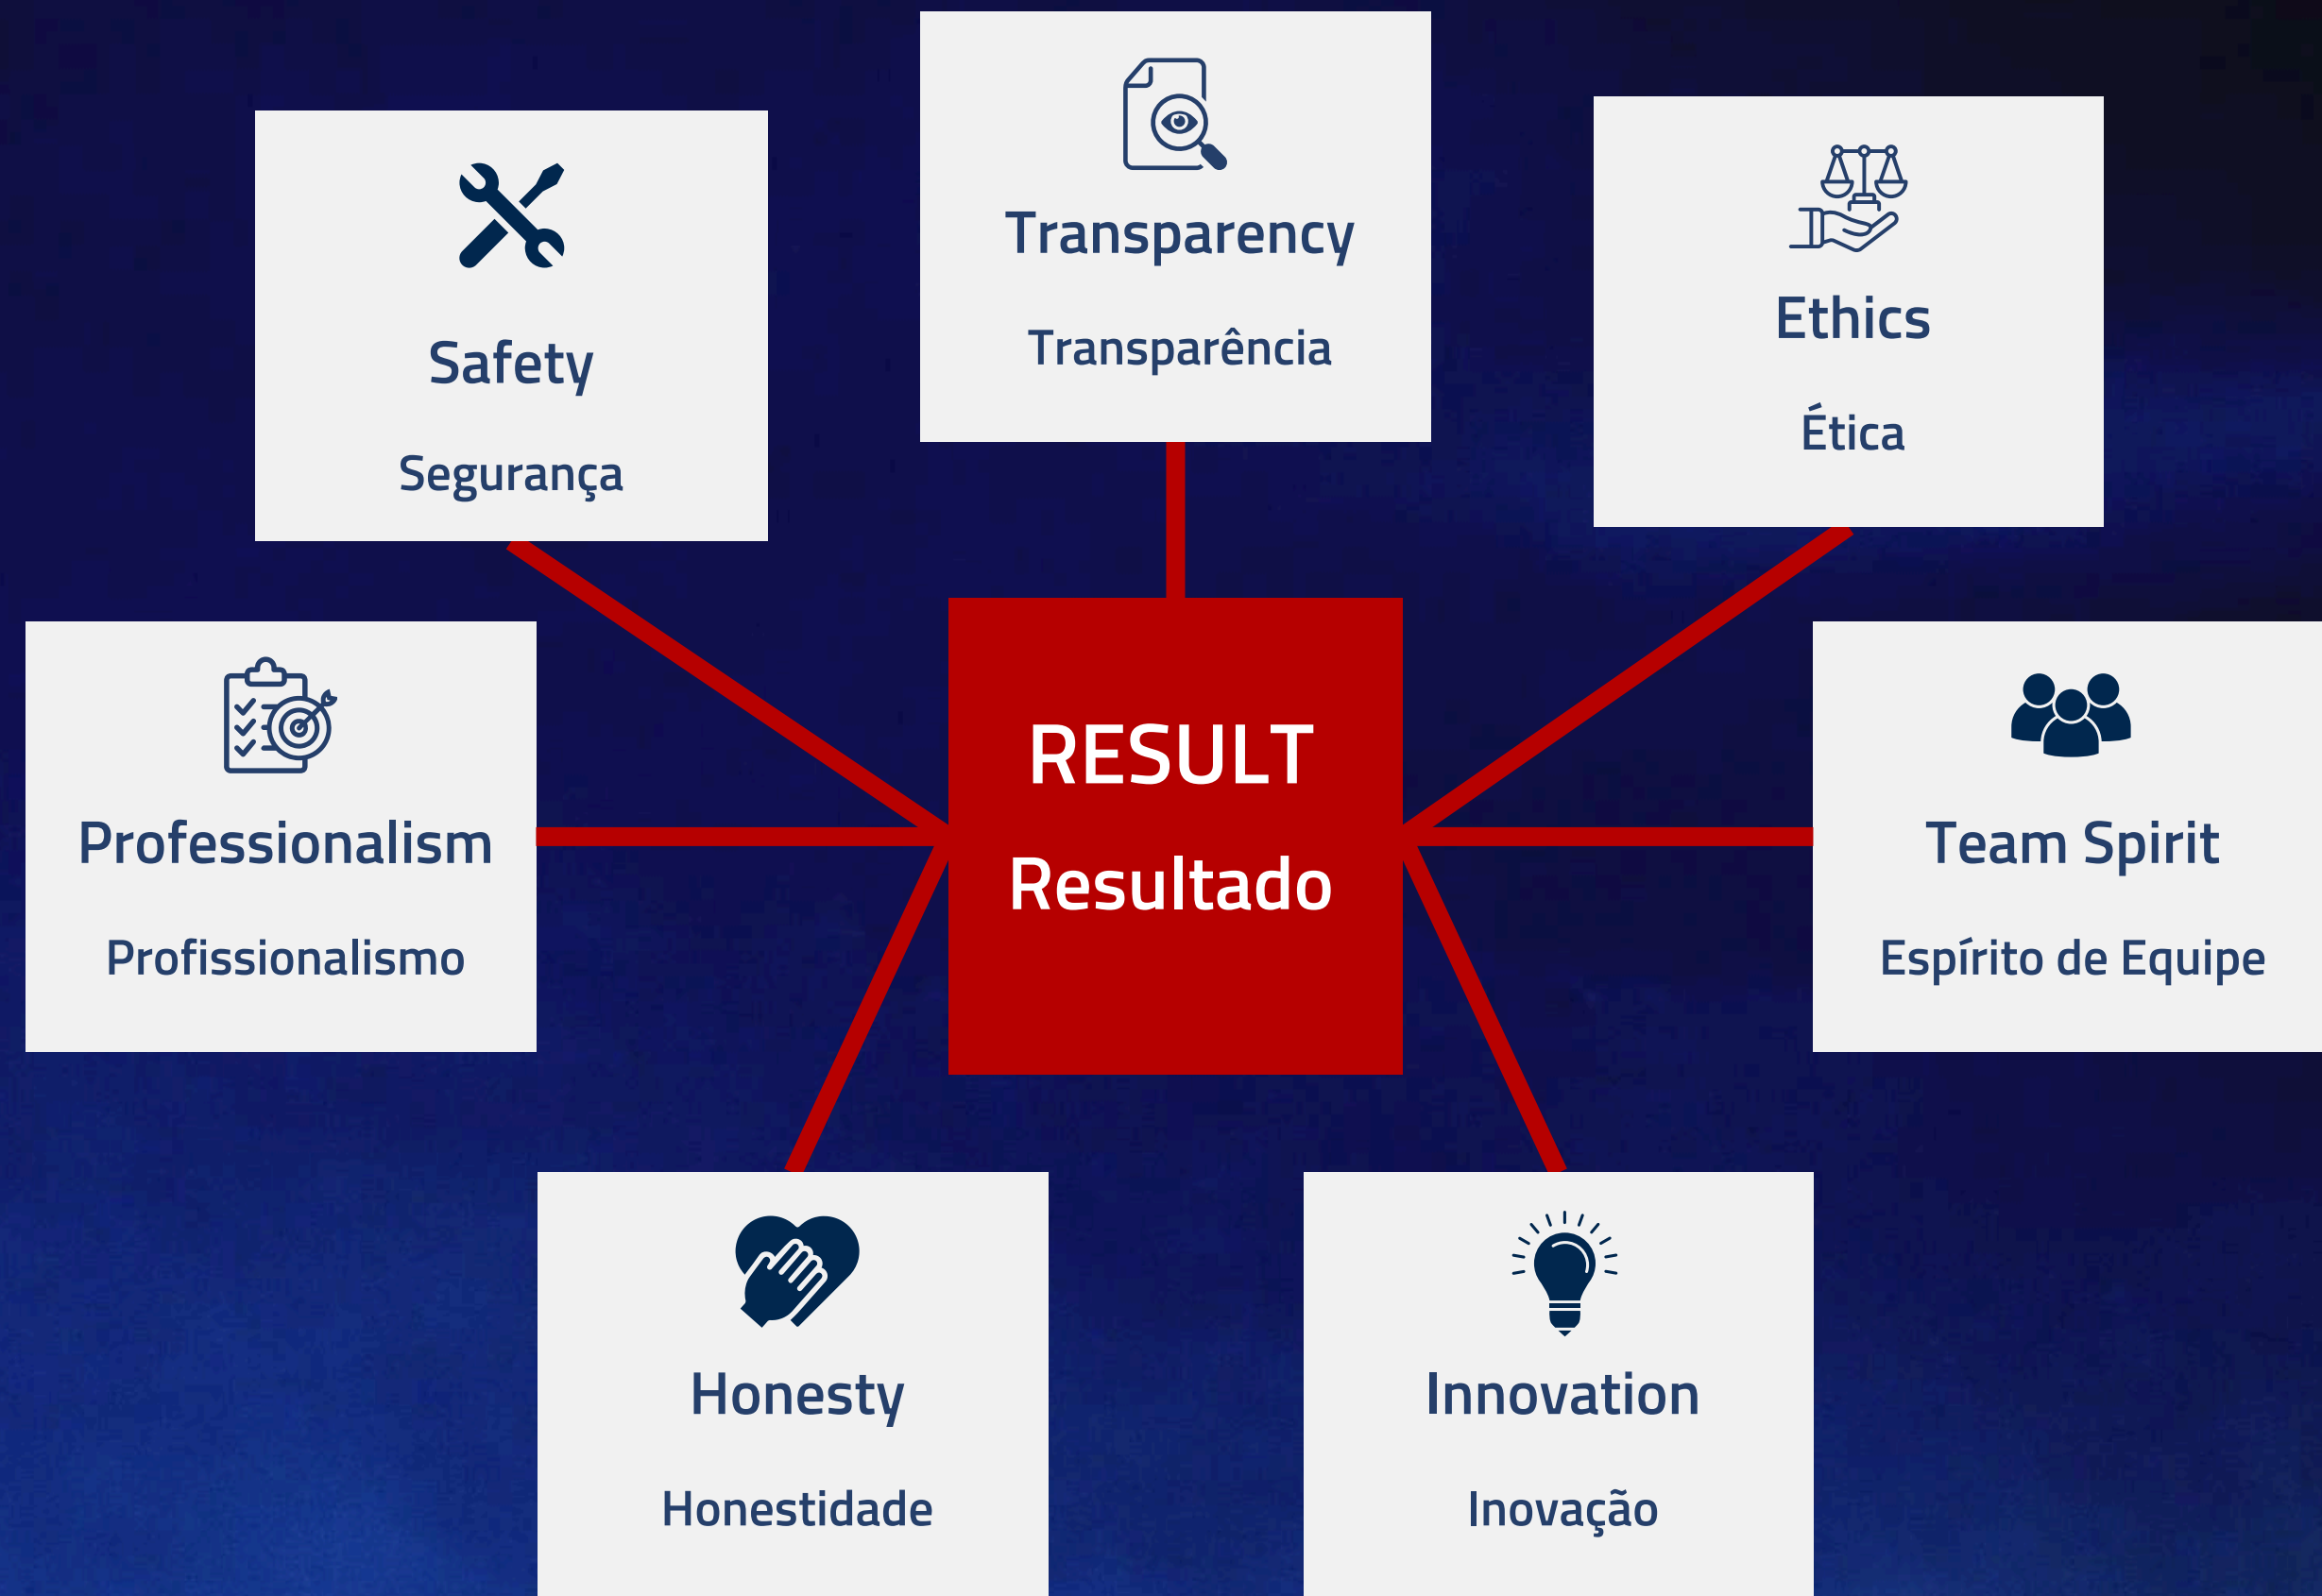 Transparency
Transparência
Ethics
Ética
Safety
Segurança
Professionalism
Profissionalismo
RESULT
Resultado
Team Spirit
Espírito de Equipe
Honesty
Honestidade
Innovation
Inovação